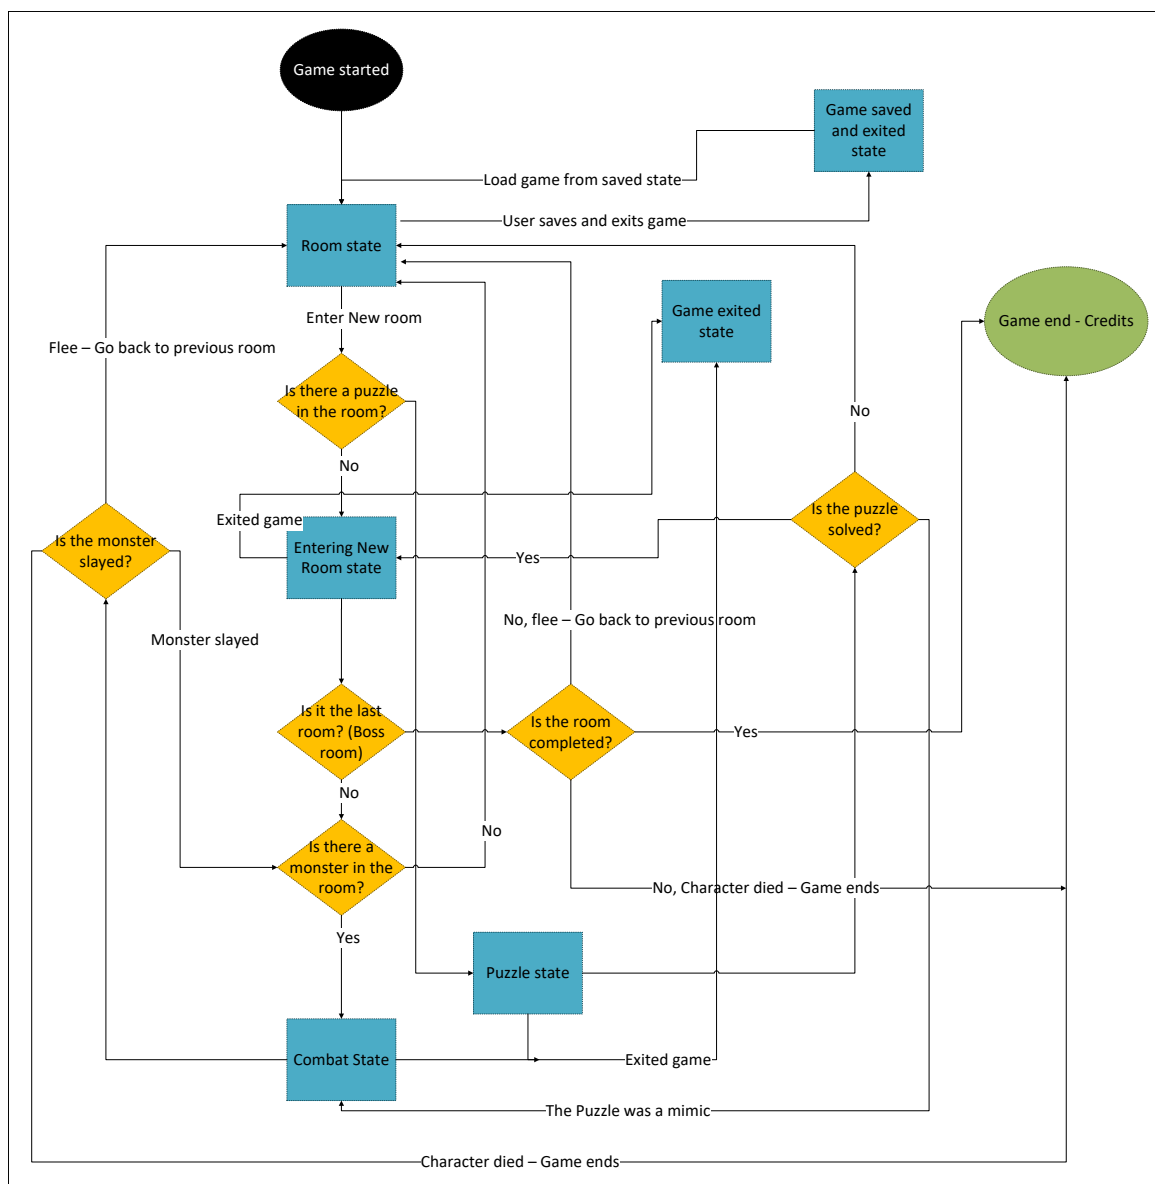 Game started
Game saved
and exited
state
Load game from saved state
User saves and exits game
Room state
Game exited
state
Game end - Credits
Enter New room
Flee – Go back to previous room
Is there a puzzle
in the room?
No
No
Is the puzzle
solved?
Exited game
Is the monster
slayed?
Entering New
Room state
Yes
No, flee – Go back to previous room
Monster slayed
Is it the last
room? (Boss
room)
Is the room
completed?
Yes
No
No
Is there a
monster in the
room?
No, Character died – Game ends
Yes
Puzzle state
Combat State
Exited game
The Puzzle was a mimic
Character died – Game ends